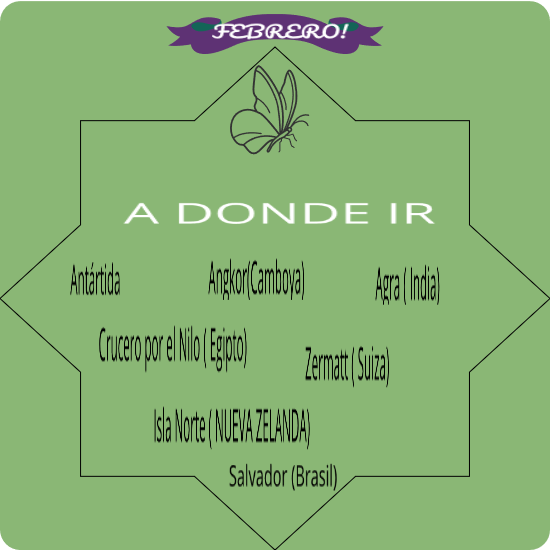 FEBRERO!
A DONDE IR
Antártida
Angkor(Camboya)
Agra ( India)
Crucero por el Nilo ( Egipto)
Zermatt ( Suiza)
Isla Norte ( NUEVA ZELANDA)
Salvador (Brasil)